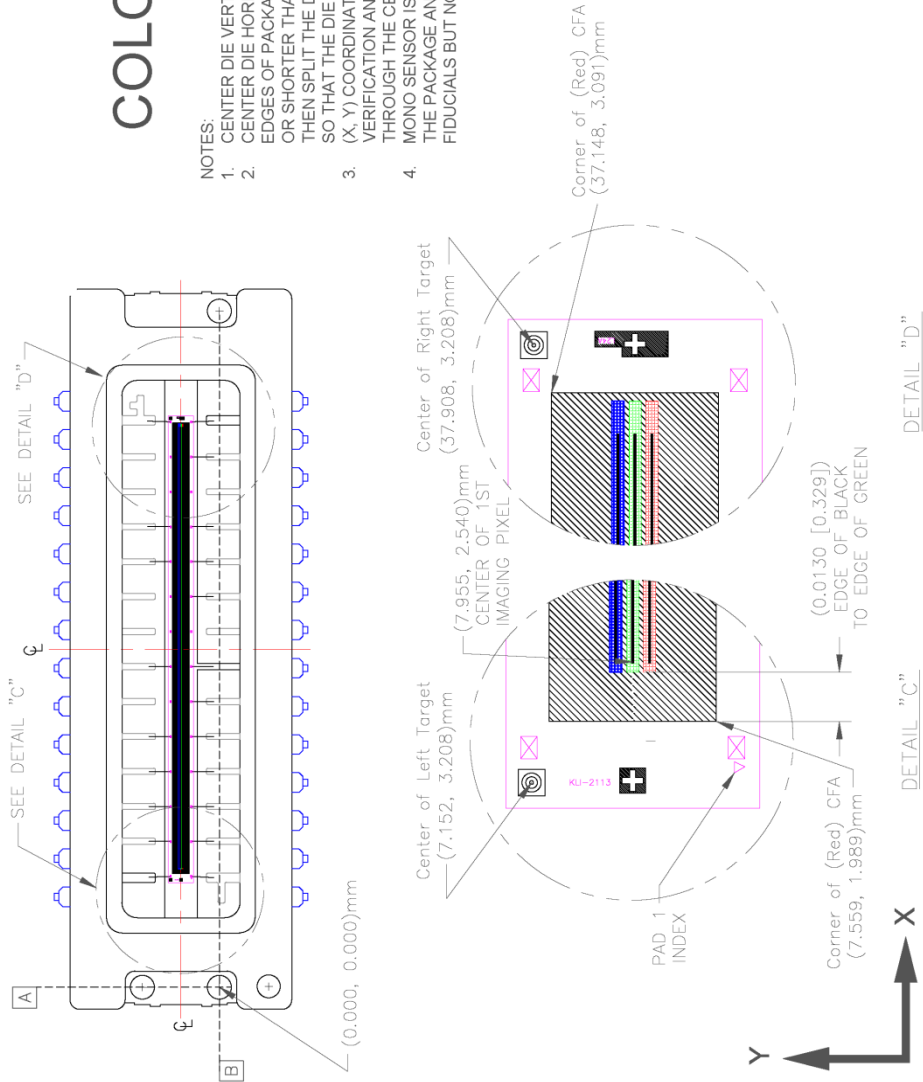 COLO
NOTES:
1. CENTER DIE VERT
2. CENTER DIE HOR
EDGES OF PACKA
OR SHORTER THA
THEN SPLIT THE D
SO THAT THE DIE
3. (X, Y) COORDINAT
VERIFICATION AN
THROUGH THE CE
4. MONO SENSOR IS
THE PACKAGE AN
FIDUCIALS BUT NO
SEE DETAIL "C"
SEE DETAIL "D"
A
B
(0.000, 0.000)mm
Center of Left Target
(7.152, 3.208)mm
(7.955, 2.540)mm
CENTER OF 1ST
IMAGING PIXEL
Center of Right Target
(37.908, 3.208)mm
Corner of (Red) CFA
(37.148, 3.091)mm
KLI-2113
PAD 1
INDEX
Corner of (Red) CFA
(7.559, 1.989)mm
(0.0130 [0.329])
EDGE OF BLACK
TO EDGE OF GREEN
DETAIL "C"
DETAIL "D"
Y
X